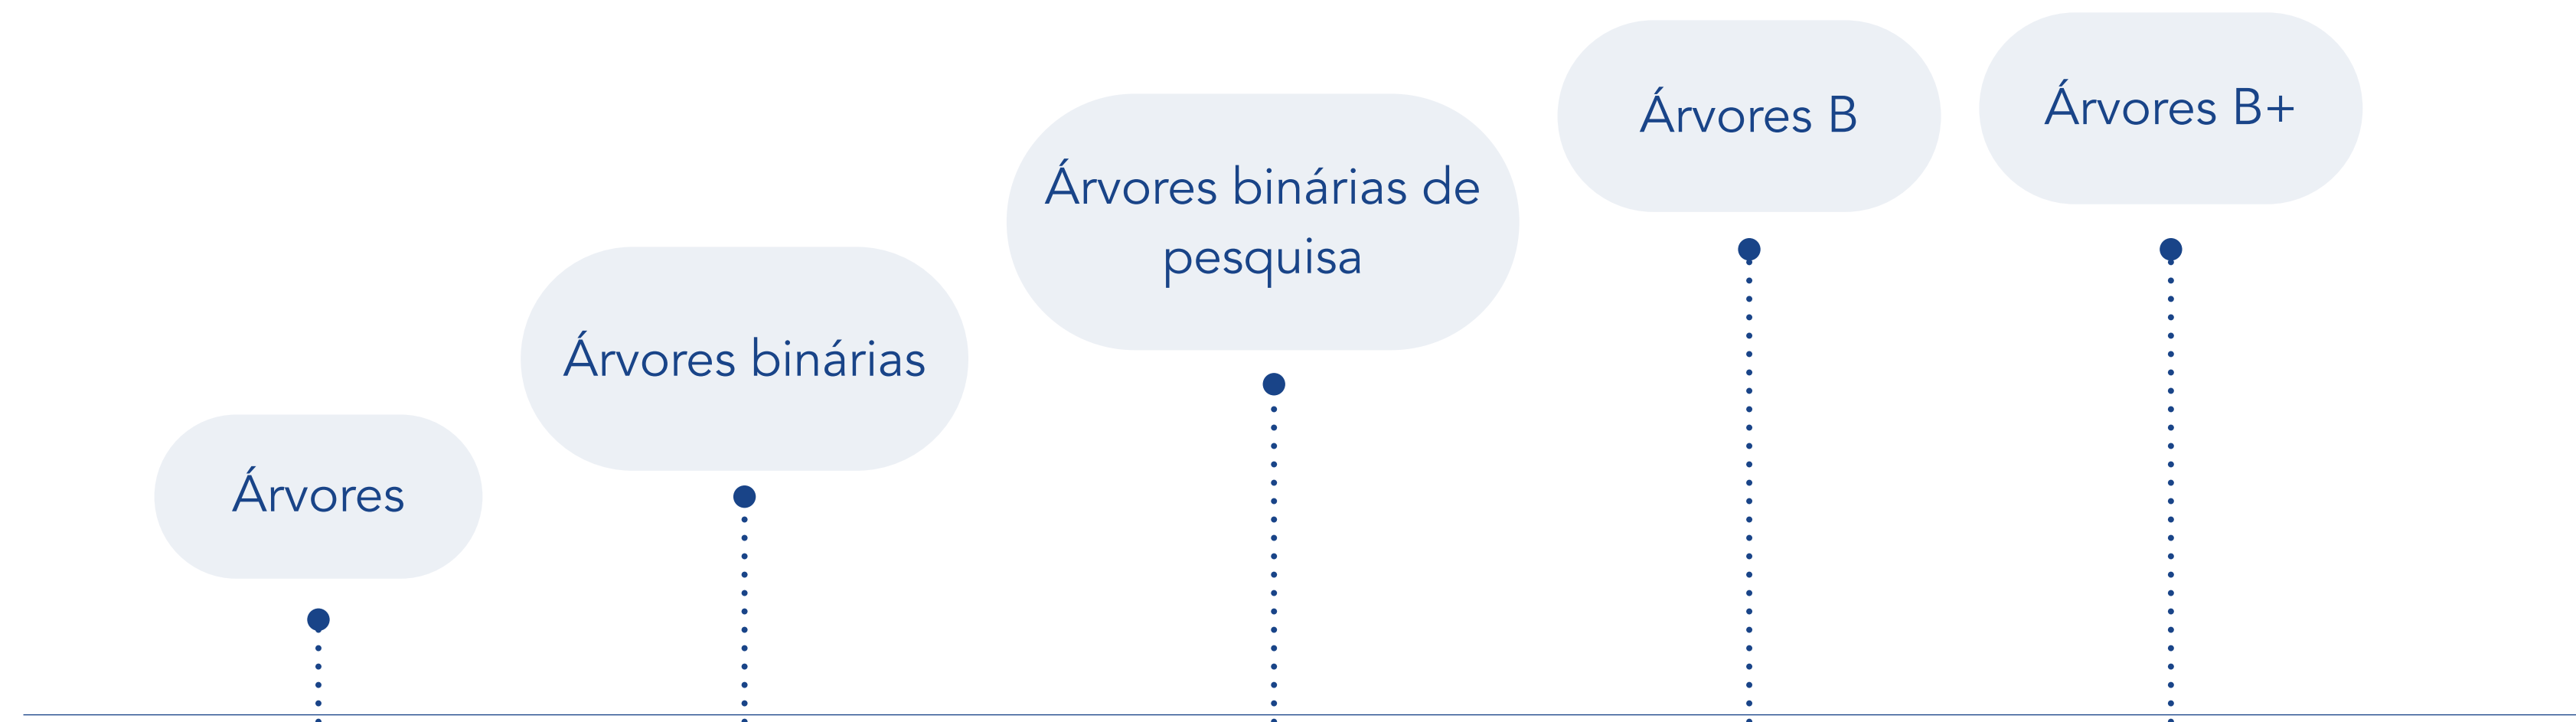 Árvores
Árvores binárias
Árvores binárias de
pesquisa
Árvores B
Árvores B+